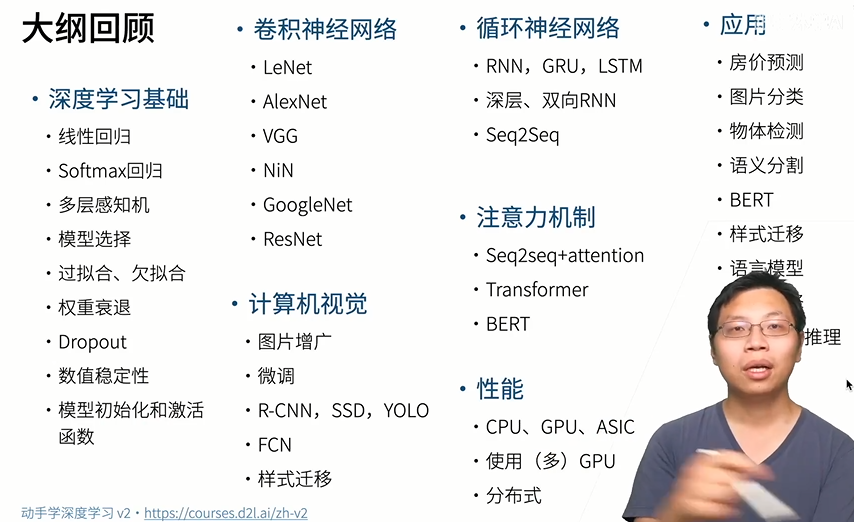 大纲回顾
• 深度学习基础
• 线性回归
• Softmax回归
• 多层感知机
• 模型选择
• 过拟合、欠拟合
• 权重衰退
• Dropout
• 数值稳定性
• 模型初始化和激活
函数
• 卷积神经网络
• LeNet
• AlexNet
• VGG
• NiN
• GoogleNet
• ResNet
• 计算机视觉
• 图片增广
• 微调
• R-CNN，SSD，YOLO
• FCN
• 样式迁移
• 循环神经网络
• RNN，GRU，LSTM
• 深层、双向RNN
• Seq2Seq
• 注意力机制
• Seq2seq+attention
• Transformer
• BERT
• 性能
• CPU、GPU、ASIC
• 使用（多）GPU
• 分布式
• 应用
• 房价预测
• 图片分类
• 物体检测
• 语义分割
• BERT
• 样式迁移
• 语言模型
推理
动手学深度学习 v2 • https://courses.d2l.ai/zh-v2